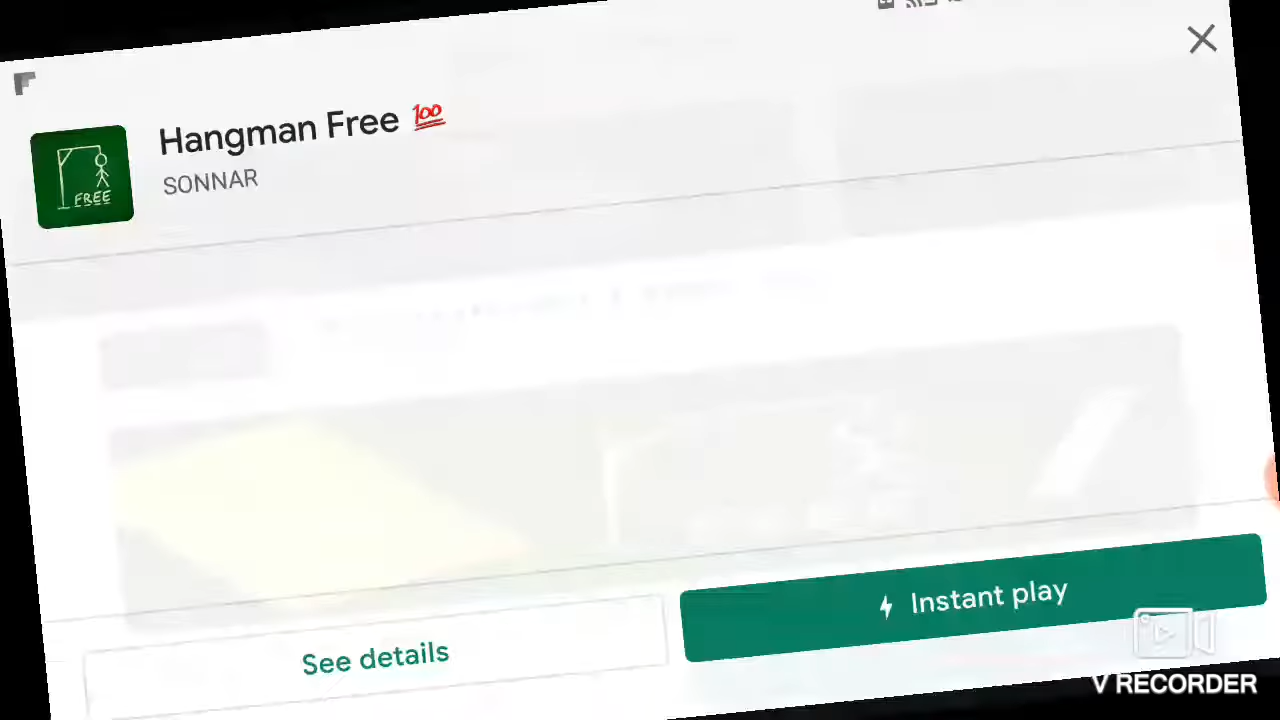 Hangman Free 💯
SONNAR
FREE
Instant play
See details
V RECORDER